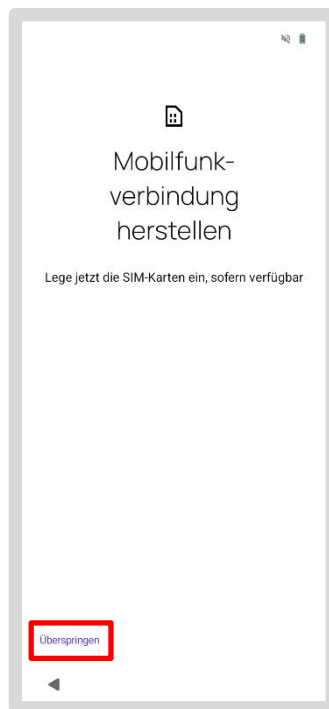 Mobilfunk-
verbindung
herstellen
Lege jetzt die SIM-Karten ein, sofern verfügbar
Überspringen